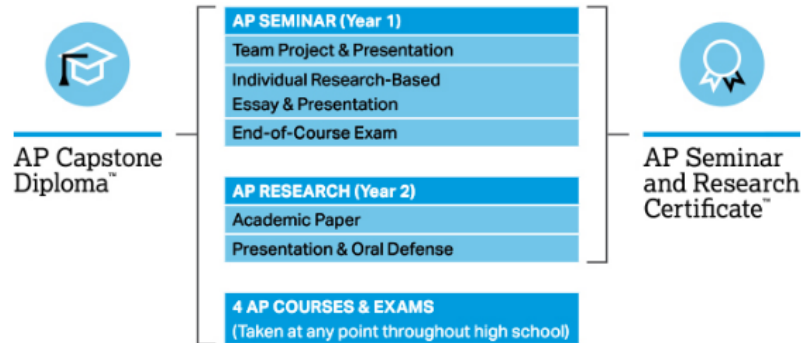 AP Capstone
Diploma™
AP SEMINAR (Year 1)
Team Project & Presentation
Individual Research-Based
Essay & Presentation
End-of-Course Exam
AP RESEARCH (Year 2)
Academic Paper
Presentation & Oral Defense
4 AP COURSES & EXAMS
(Taken at any point throughout high school)
AP Seminar
and Research
Certificate™